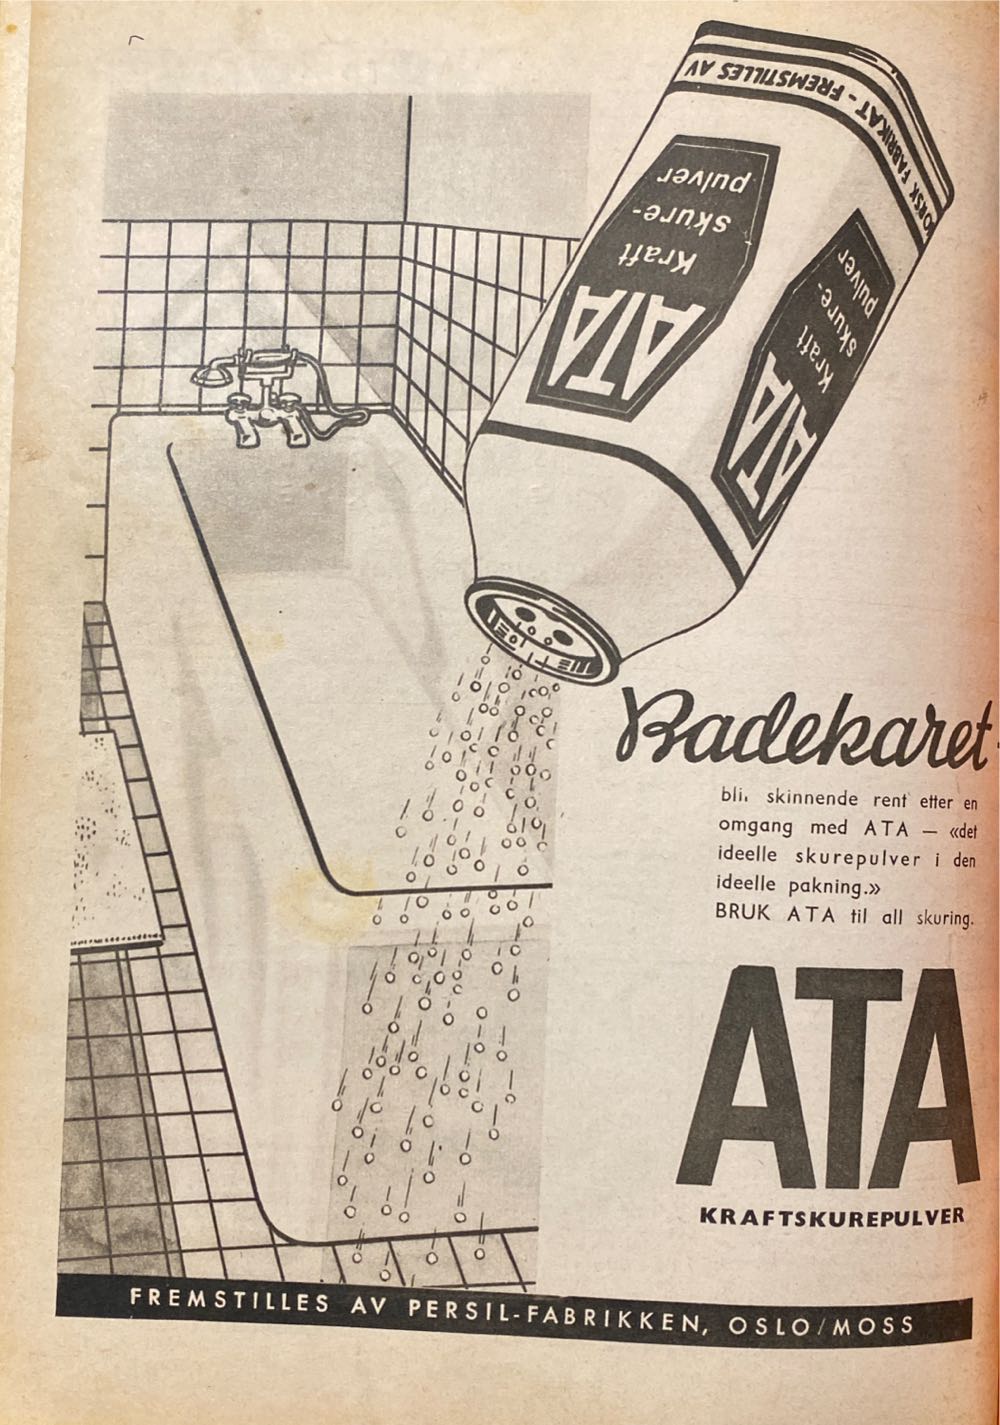 NORSK FABRIKAT - FREMSTILLES AV
ATA
Kraft
skure-
pulver
ATA
Kraft
skure-
pulver
Badekaret
blir skinnende rent etter en
omgang med ATA — «det
ideelle skurepulver i den
ideelle pakning.»
BRUK ATA til all skuring.
ATA
KRAFTSKUREPULVER
FREMSTILLES AV PERSIL-FABRIKKEN, OSLO/MOSS